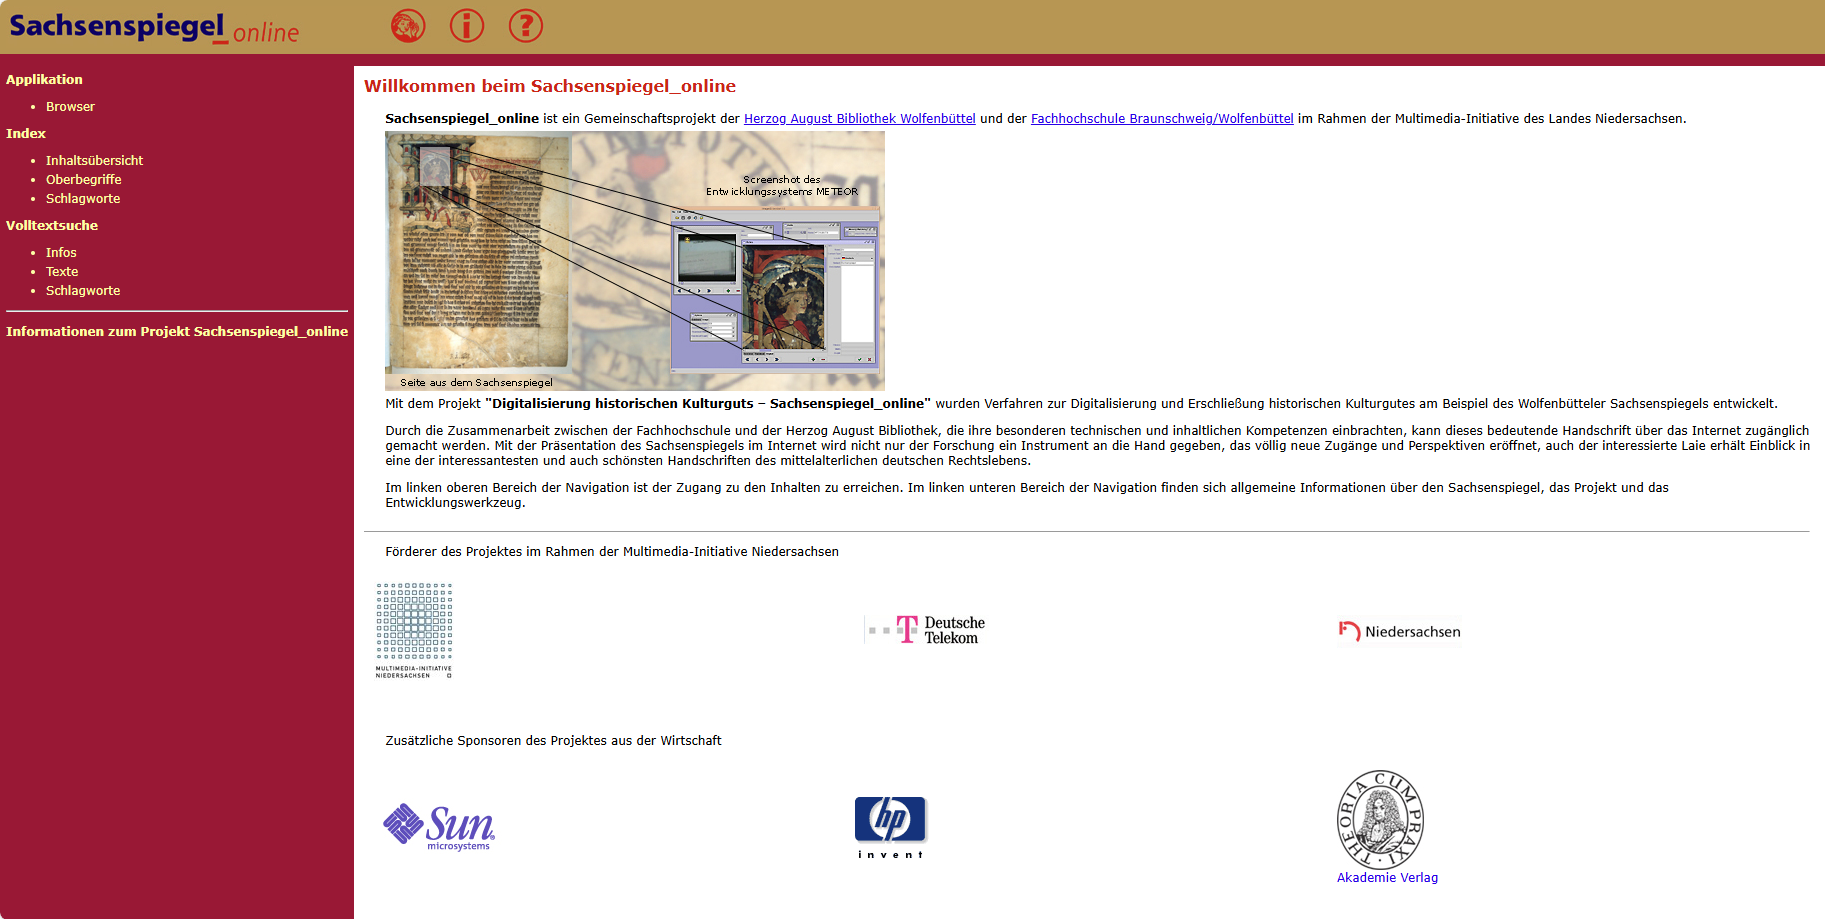 Sachsenspiegel_online
Applikation
Browser
Index
Inhaltsübersicht
Oberbegriffe
Schlagworte
Volltextsuche
Infos
Texte
Schlagworte
Informationen zum Projekt Sachsenspiegel_online
Willkommen beim Sachsenspiegel_online
Sachsenspiegel_online ist ein Gemeinschaftsprojekt der Herzog August Bibliothek Wolfenbüttel und der Fachhochschule Braunschweig/Wolfenbüttel im Rahmen der Multimedia-Initiative des Landes Niedersachsen.
Screenshot des
Entwicklungssystems METEOR
Seite aus dem Sachsenspiegel
Mit dem Projekt "Digitalisierung historischen Kulturguts – Sachsenspiegel_online" wurden Verfahren zur Digitalisierung und Erschließung historischen Kulturgutes am Beispiel des Wolfenbütteler Sachsenspiegels entwickelt.
Durch die Zusammenarbeit zwischen der Fachhochschule und der Herzog August Bibliothek, die ihre besonderen technischen und inhaltlichen Kompetenzen einbrachten, kann dieses bedeutende Handschrift über das Internet zugänglich
gemacht werden. Mit der Präsentation des Sachsenspiegels im Internet wird nicht nur der Forschung ein Instrument an die Hand gegeben, das völlig neue Zugänge und Perspektiven eröffnet, auch der interessierte Laie erhält Einblick in
eine der interessantesten und auch schönsten Handschriften des mittelalterlichen deutschen Rechtslebens.
Im linken oberen Bereich der Navigation ist der Zugang zu den Inhalten zu erreichen. Im linken unteren Bereich der Navigation finden sich allgemeine Informationen über den Sachsenspiegel, das Projekt und das
Entwicklungswerkzeug.
Förderer des Projektes im Rahmen der Multimedia-Initiative Niedersachsen
MULTIMEDIA-INITIATIVE
NIEDERSACHSEN
T Deutsche
Telekom
Niedersachsen
Zusätzliche Sponsoren des Projektes aus der Wirtschaft
Sun
microsystems
hp
invent
THEORIA CUM PRAXI
Akademie Verlag